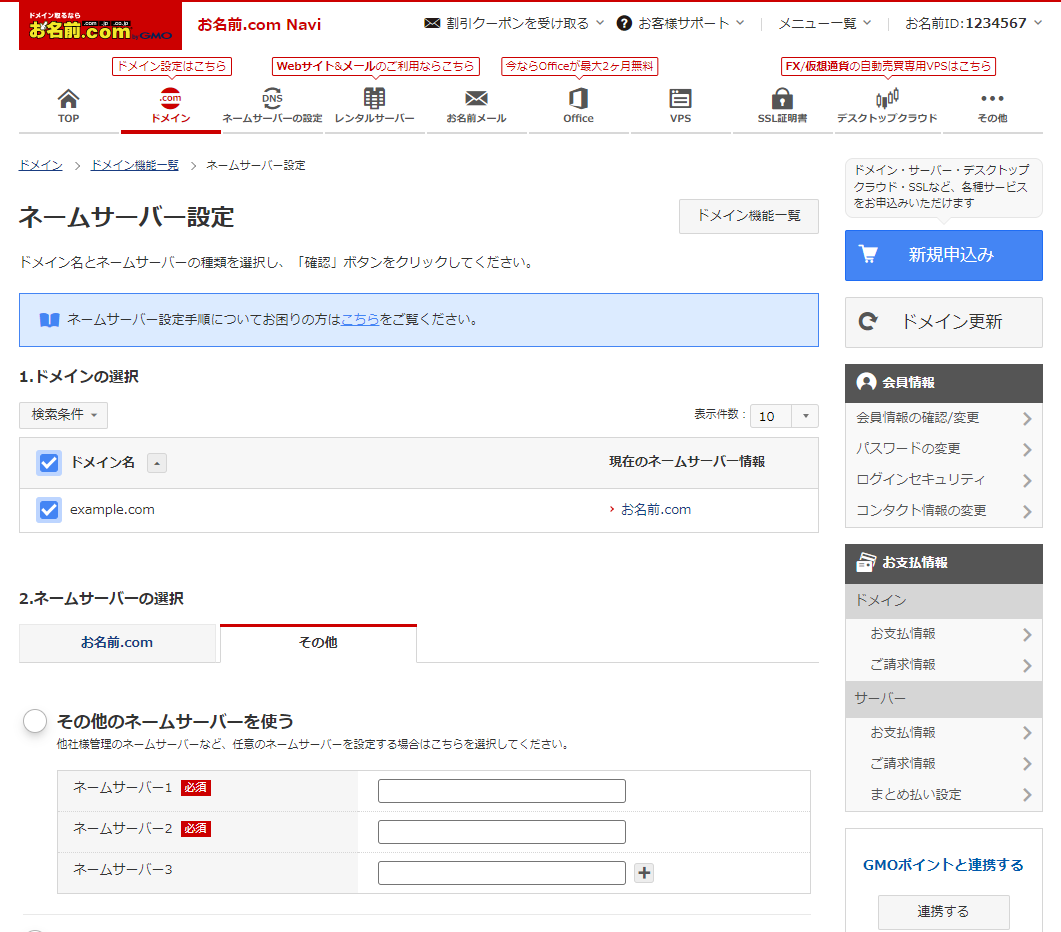 ドメイン取るなら
お名前.com
.com .jp .co.jp
by GMO
お名前.com Navi
割引クーポンを受け取る
お客様サポート
メニュー一覧
お名前ID:1234567
ドメイン設定はこちら
Webサイト&メールのご利用ならこちら
今ならOfficeが最大2ヶ月無料
FX/仮想通貨の自動売買専用VPSはこちら
TOP
.com
ドメイン
DNS
ネームサーバーの設定
レンタルサーバー
お名前メール
Office
VPS
SSL証明書
デスクトップクラウド
その他
ドメイン > ドメイン機能一覧 > ネームサーバー設定
ネームサーバー設定
ドメイン機能一覧
ドメイン名とネームサーバーの種類を選択し、「確認」ボタンをクリックしてください。
ネームサーバー設定手順についてお困りの方はこちらをご覧ください。
1.ドメインの選択
検索条件
表示件数：
10
ドメイン名
現在のネームサーバー情報
example.com
お名前.com
2.ネームサーバーの選択
お名前.com
その他
その他のネームサーバーを使う
他社様管理のネームサーバーなど、任意のネームサーバーを設定する場合はこちらを選択してください。
ネームサーバー1 必須
ネームサーバー2 必須
ネームサーバー3
ドメイン・サーバー・デスクトップ
クラウド・SSLなど、各種サービス
をお申込みいただけます
新規申込み
ドメイン更新
会員情報
会員情報の確認/変更
パスワードの変更
ログインセキュリティ
コンタクト情報の変更
お支払情報
ドメイン
お支払情報
ご請求情報
サーバー
お支払情報
ご請求情報
まとめ払い設定
GMOポイントと連携する
連携する